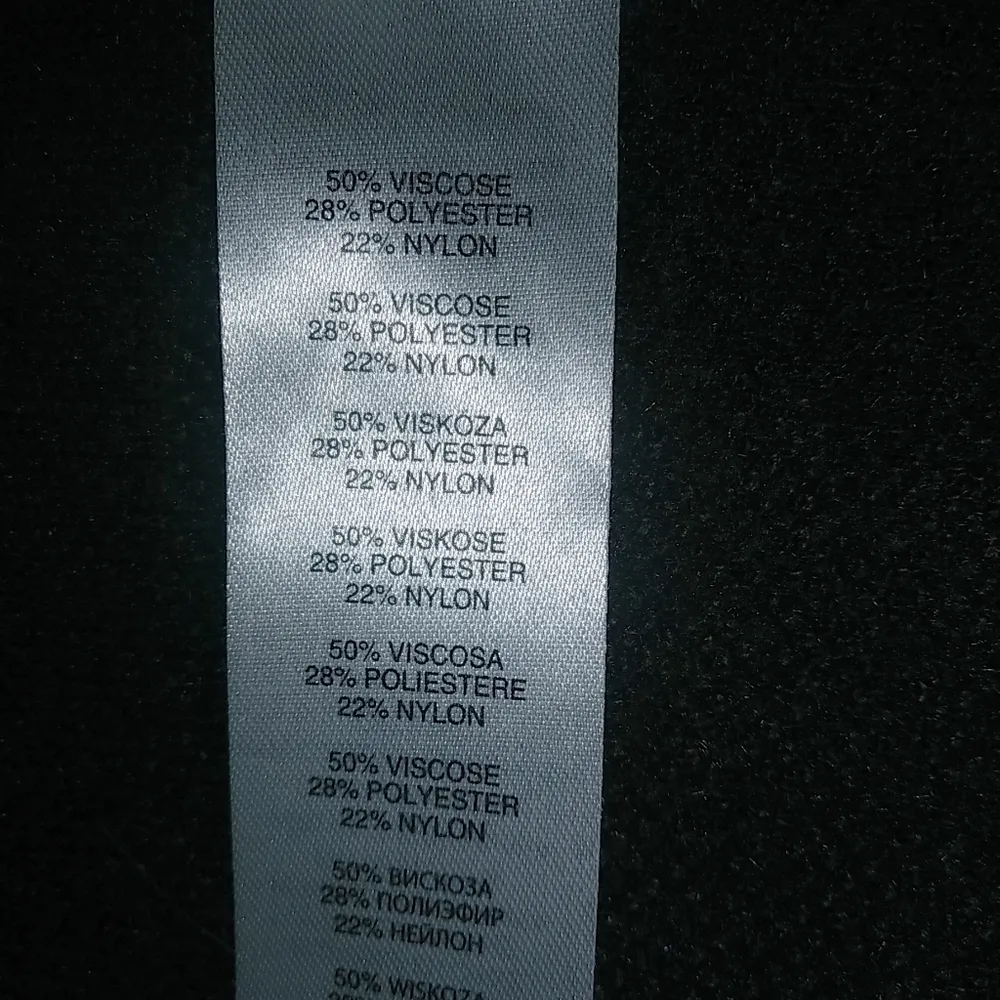 50% VISCOSE
28% POLYESTER
22% NYLON
50% VISCOSE
28% POLYESTER
22% NYLON
50% VISKOZA
28% POLYESTER
22% NYLON
50% VISKOSE
28% POLYESTER
22% NYLON
50% VISCOSA
28% POLIESTERE
22% NYLON
50% VISCOSE
28% POLYESTER
22% NYLON
50% ВИСКОЗА
28% ПОЛИЭФИР
22% НЕЙЛОН
50% WISKOZA